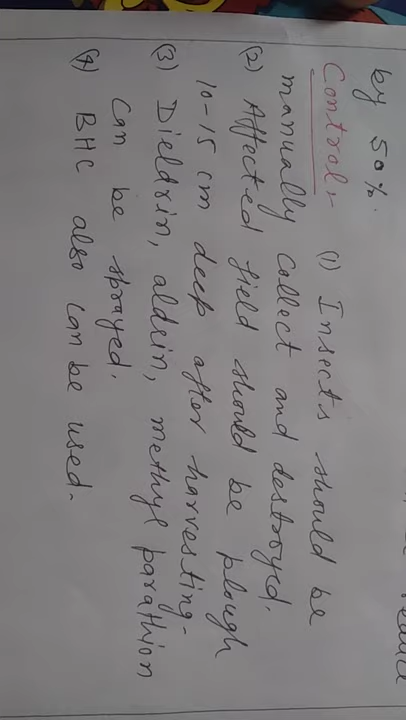 by 50%.
Control:- (1) Insects should be
manually collect and destroyed.
(2) Affected field should be plough
10-15 cm deep after harvesting.
(3) Dieldrin, aldrin, methyl parathion
can be sprayed.
(4) BHC also can be used.